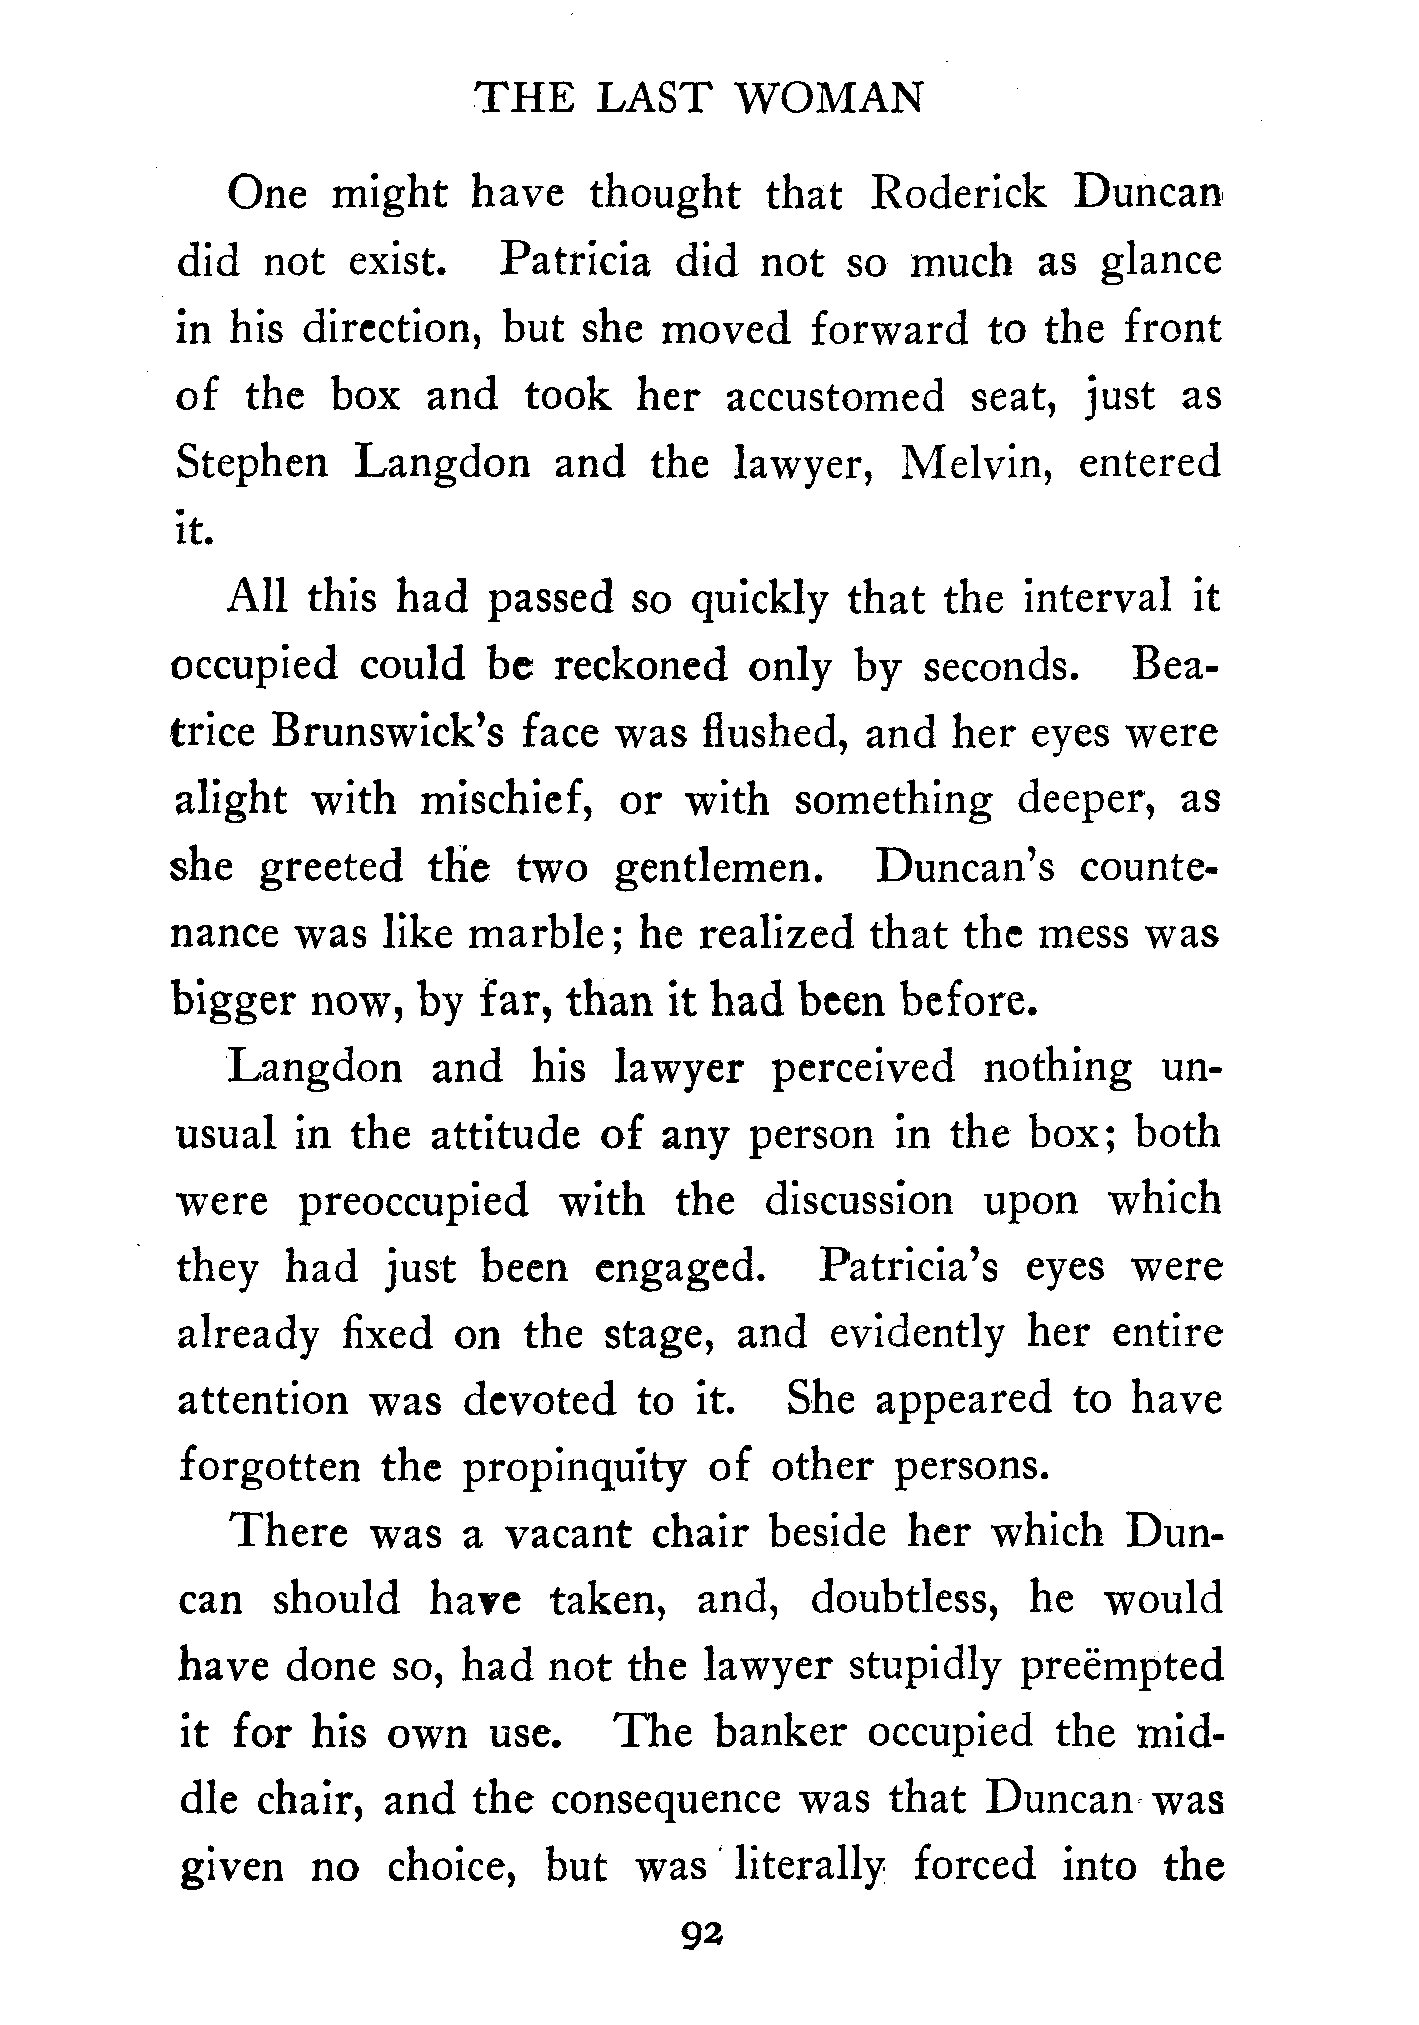 THE LAST WOMAN
One might have thought that Roderick Duncan
did not exist. Patricia did not so much as glance
in his direction, but she moved forward to the front
of the box and took her accustomed seat, just as
Stephen Langdon and the lawyer, Melvin, entered
it.
All this had passed so quickly that the interval it
occupied could be reckoned only by seconds. Bea-
trice Brunswick's face was flushed, and her eyes were
alight with mischief, or with something deeper, as
she greeted the two gentlemen. Duncan's counte-
nance was like marble; he realized that the mess was
bigger now, by far, than it had been before.
Langdon and his lawyer perceived nothing un-
usual in the attitude of any person in the box; both
were preoccupied with the discussion upon which
they had just been engaged. Patricia's eyes were
already fixed on the stage, and evidently her entire
attention was devoted to it. She appeared to have
forgotten the propinquity of other persons.
There was a vacant chair beside her which Dun-
can should have taken, and, doubtless, he would
have done so, had not the lawyer stupidly preëmpted
it for his own use. The banker occupied the mid-
dle chair, and the consequence was that Duncan was
given no choice, but was literally forced into the
92